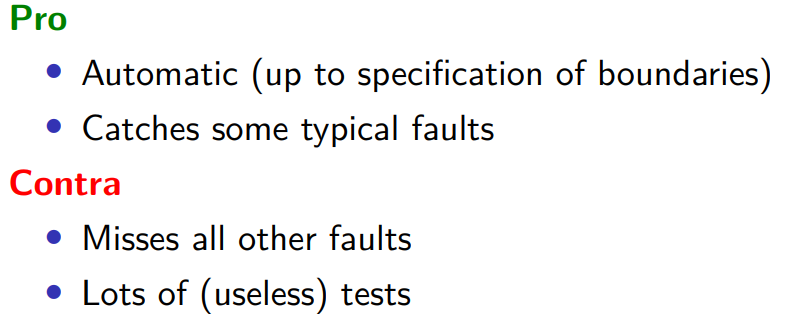 Pro
• Automatic (up to specification of boundaries)
• Catches some typical faults
Contra
• Misses all other faults
• Lots of (useless) tests